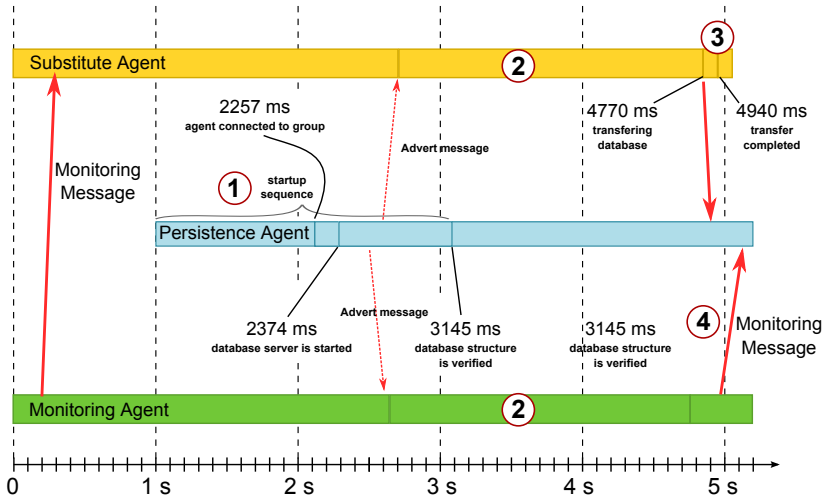 3
Substitute Agent
2
2257 ms
agent connected to group
4770 ms
transfering
database
4940 ms
transfer
completed
Advert message
Monitoring
Message
1
startup
sequence
Persistence Agent
Advert message
2374 ms
database server is started
3145 ms
database structure
is verified
3145 ms
database structure
is verified
4
Monitoring
Message
Monitoring Agent
2
0
1 s
2 s
3 s
4 s
5 s